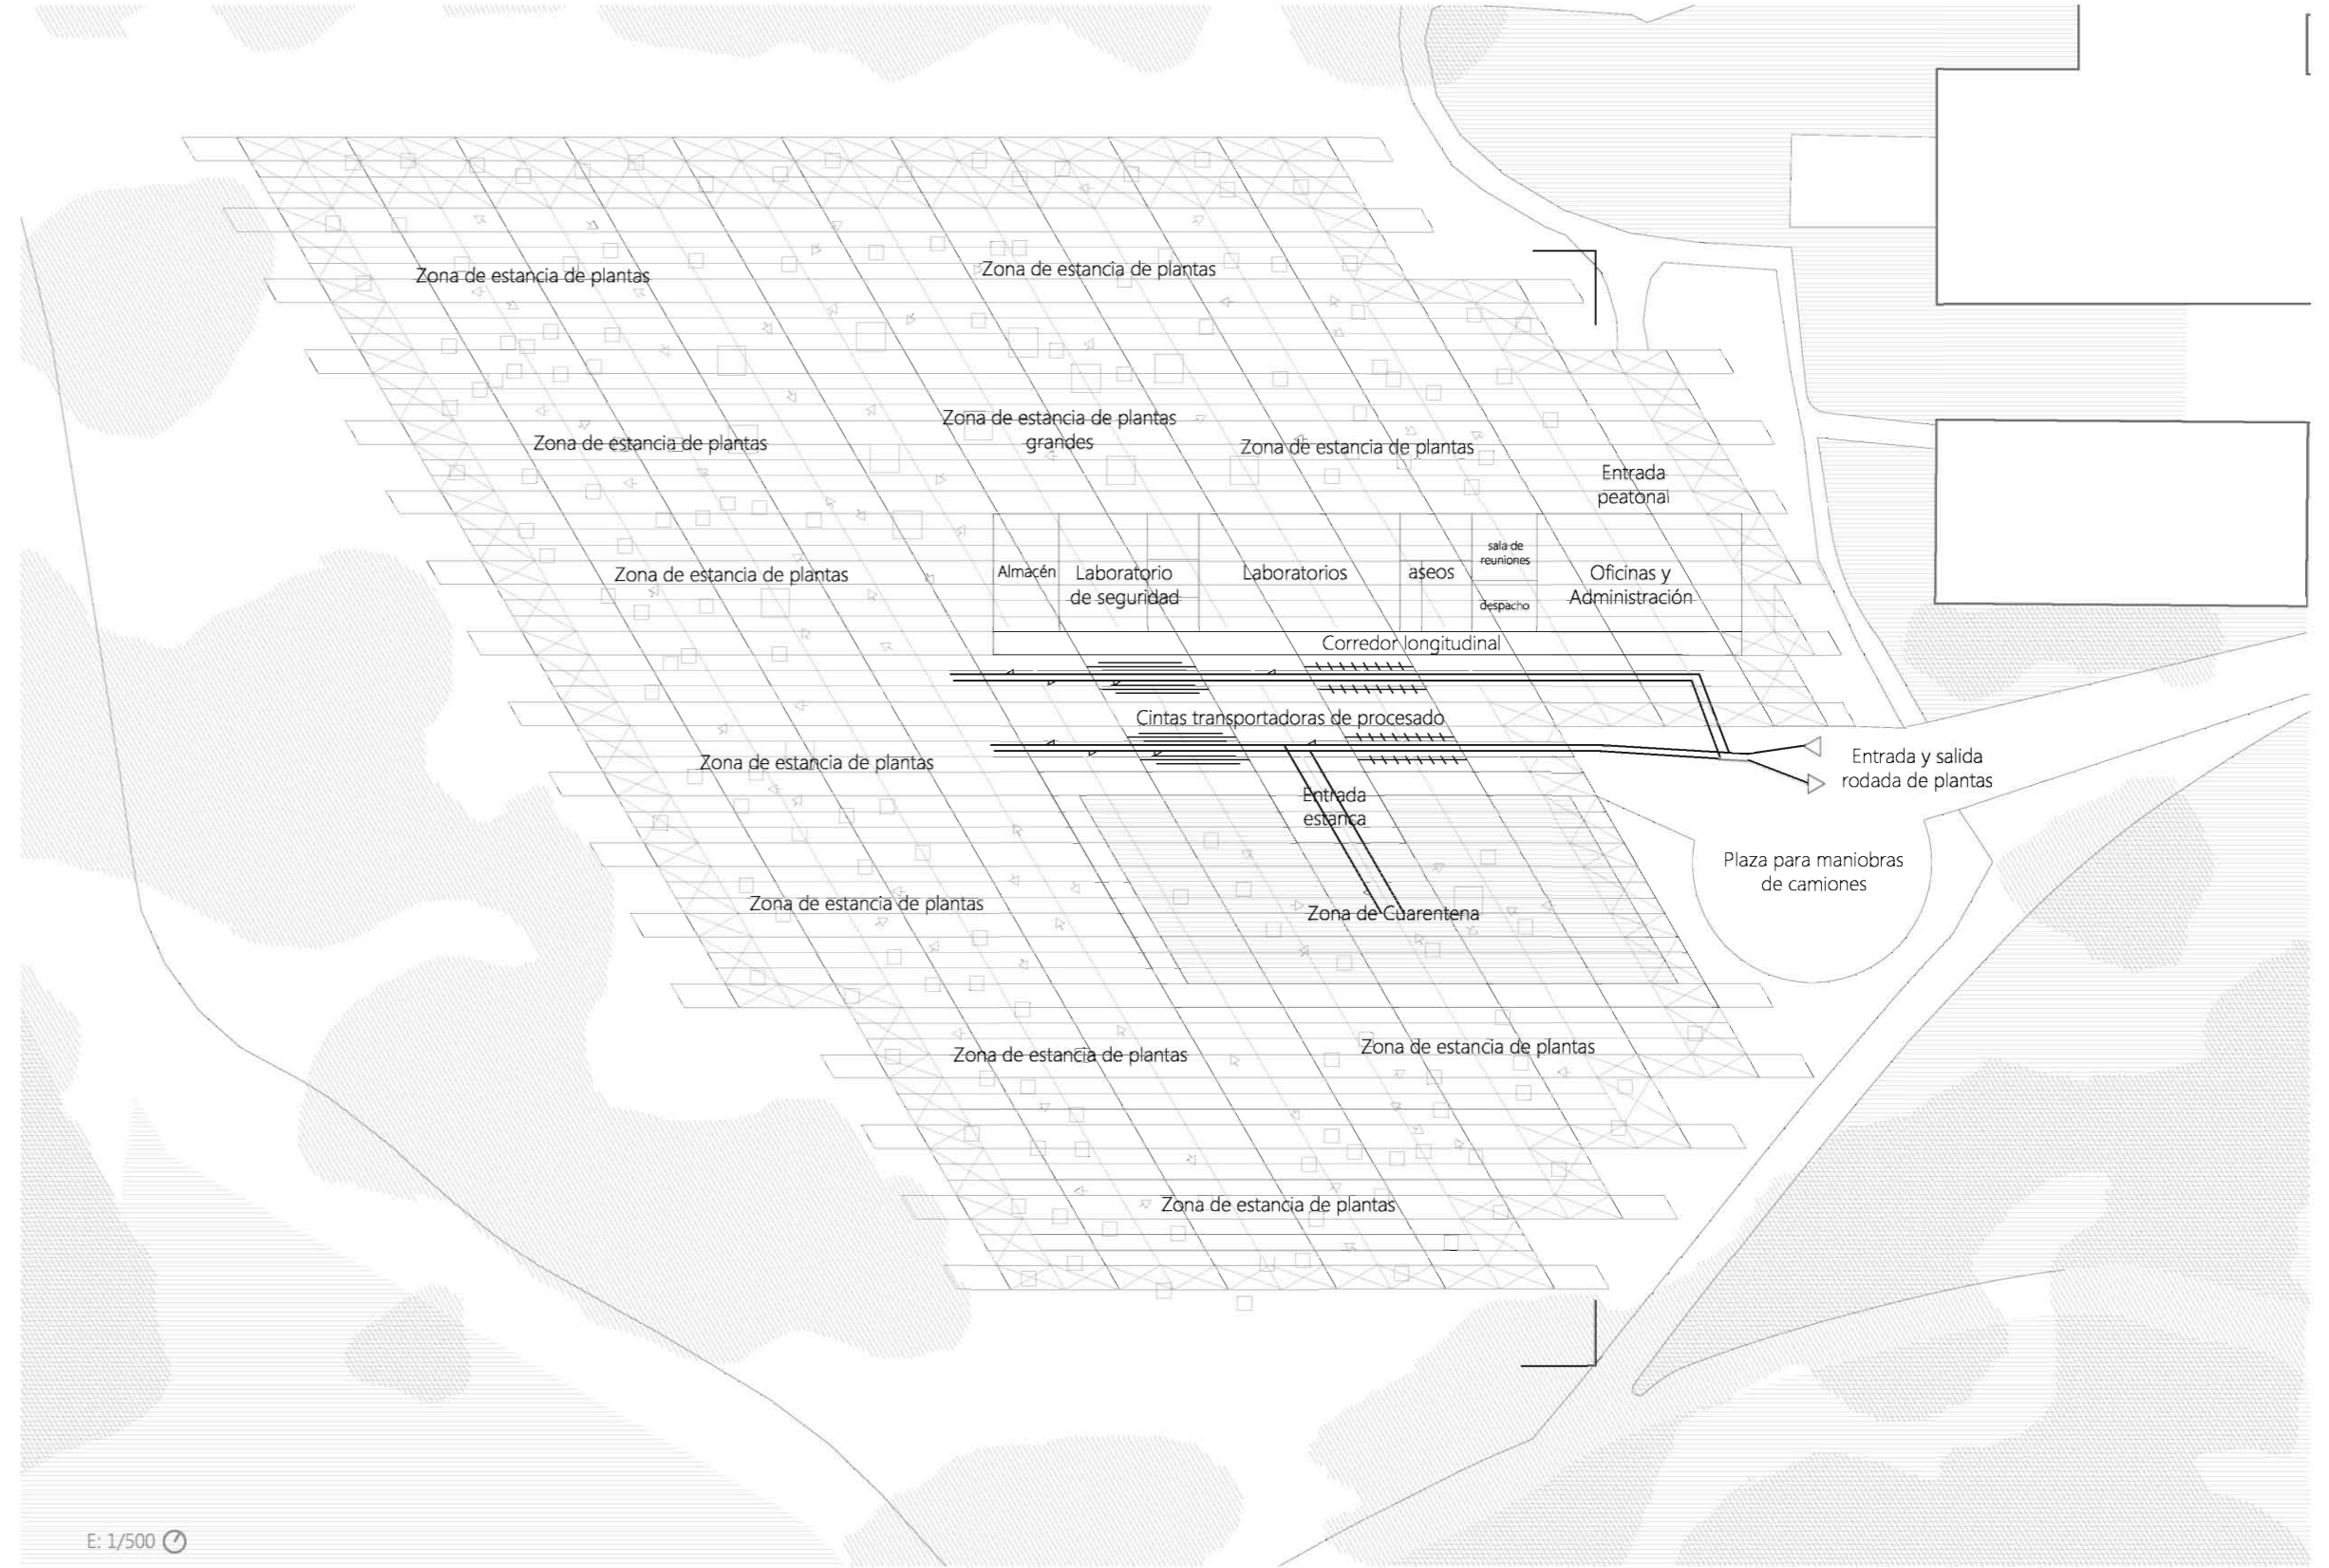 Zona de estancia de plantas
Zona de estancia de plantas
Zona de estancia de plantas
Zona de estancia de plantas
grandes
Zona de estancia de plantas
Entrada
peatonal
Zona de estancia de plantas
Almacén
Laboratorio
de seguridad
Laboratorios
aseos
sala de
reuniones
despacho
Oficinas y
Administración
Corredor longitudinal
Cintas transportadoras de procesado
Zona de estancia de plantas
Entrada y salida
rodada de plantas
Entrada
estanca
Plaza para maniobras
de camiones
Zona de estancia de plantas
Zona de Cuarentena
Zona de estancia de plantas
Zona de estancia de plantas
Zona de estancia de plantas
E: 1/500